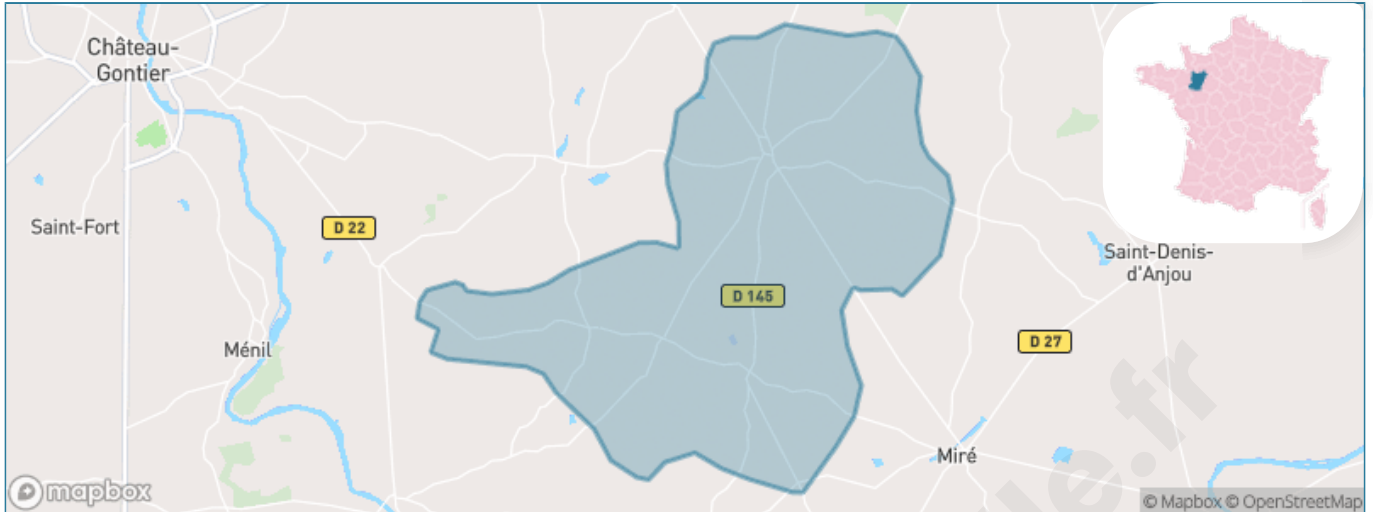 Château-
Gontier
Saint-Fort
D 22
Saint-Denis-
d'Anjou
D 145
D 27
Ménil
Miré
mapbox
© Mapbox © OpenStreetMap